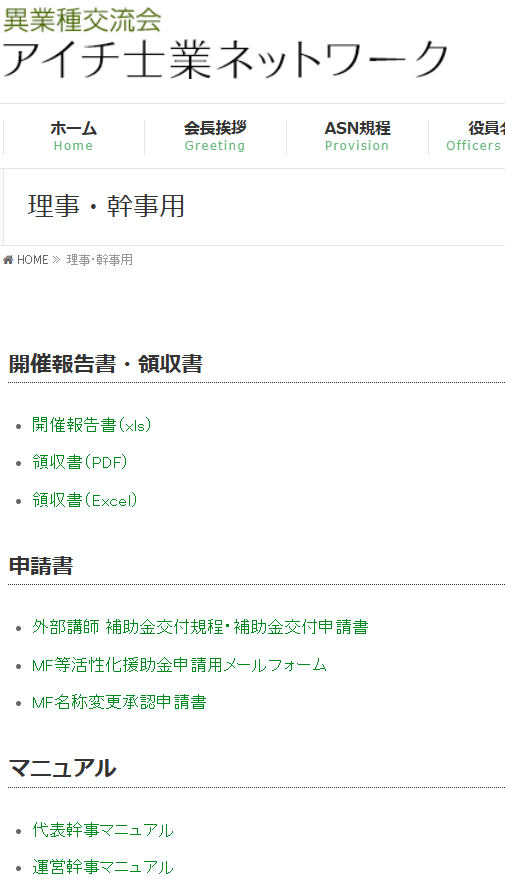 異業種交流会
アイチ士業ネットワーク
ホーム 会長挨拶 ASN規程
Home Greeting Provision Officers
理事・幹事用
HOME » 理事・幹事用
開催報告書・領収書
• 開催報告書(xls)
• 領収書(PDF)
• 領収書(Excel)
申請書
• 外部講師 補助金交付規程・補助金交付申請書
• MF等活性化援助金申請用メールフォーム
• MF名称変更承認申請書
マニュアル
• 代表幹事マニュアル
• 運営幹事マニュアル